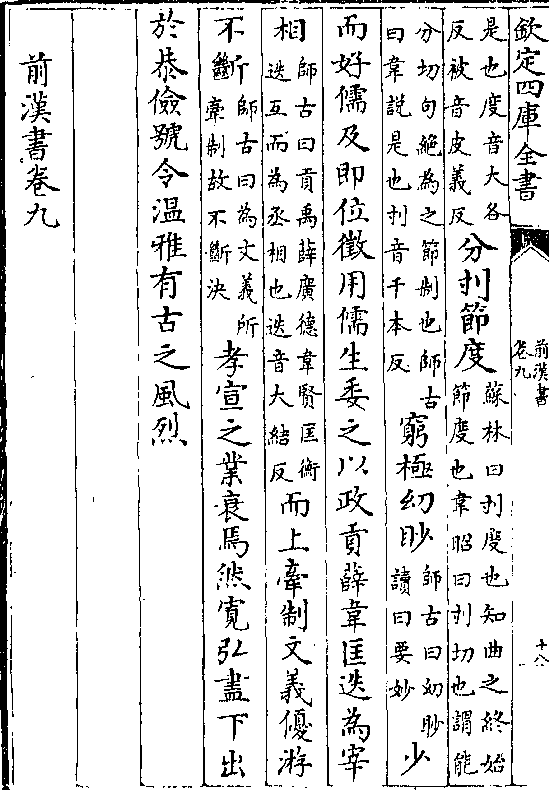 欽定四庫全書
前漢書
卷九
十八
是也度音大各
反被音皮義反
分刌節度
蘇林曰刌度也知曲之終始
節度也韋昭曰刌切也謂能
分切句絶為之節制也師古
曰韋説是也刌音千本反
窮極幼眇
師古曰幼眇
讀曰要妙
少
而好儒及即位徵用儒生委之以政貢薛韋匡迭為宰
相
師古曰貢禹薛廣德韋賢匡衡
迭互而為丞相也迭音大結反
而上牽制文義優游
不斷
師古曰為文義所
牽制故不斷決
孝宣之業衰焉然寛弘盡下出
於恭儉號令温雅有古之風烈
前漢書卷九